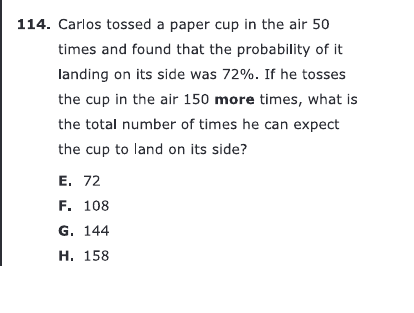 114. Carlos tossed a paper cup in the air 50
times and found that the probability of it
landing on its side was 72%. If he tosses
the cup in the air 150 more times, what is
the total number of times he can expect
the cup to land on its side?
E. 72
F. 108
G. 144
H. 158